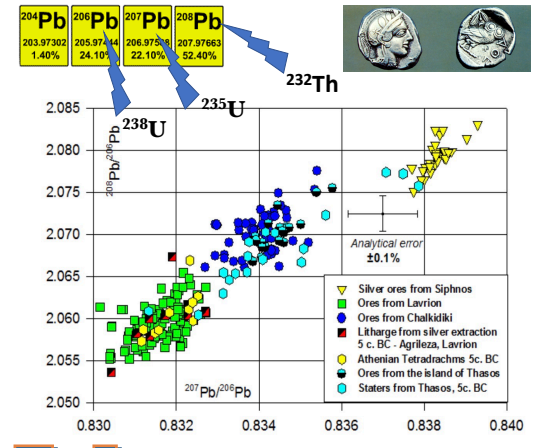 204Pb 206Pb 207Pb 208Pb
203.97302 205.97444 206.97588 207.97663
1.40% 24.10% 22.10% 52.40%
232Th
235U
238U
2.085
2.080
2.075
2.070
2.065
2.060
2.055
2.050
208Pb/206Pb
Analytical error
±0.1%
Silver ores from Siphnos
Ores from Lavrion
Ores from Chalkidiki
Litharge from silver extraction
5 c. BC - Agrileza, Lavrion
Athenian Tetradrachms 5c. BC
Ores from the island of Thasos
Staters from Thasos, 5c. BC
207Pb/206Pb
0.830 0.832 0.834 0.836 0.838 0.840